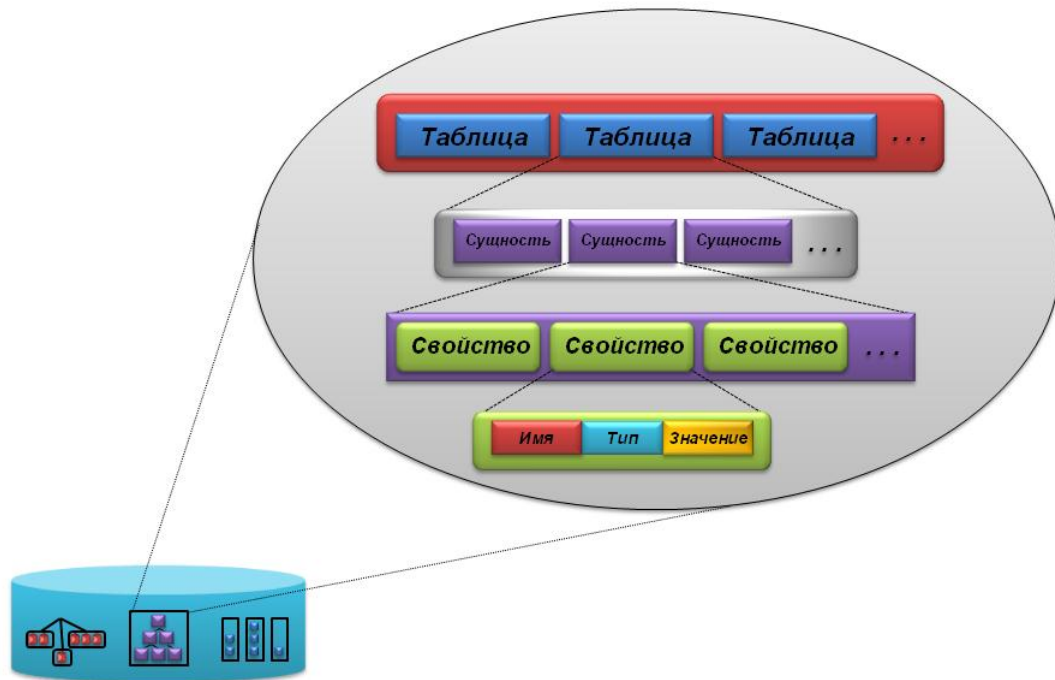 Таблица Таблица Таблица ...
Сущность Сущность Сущность ...
Свойство Свойство Свойство ...
Имя Тип Значение